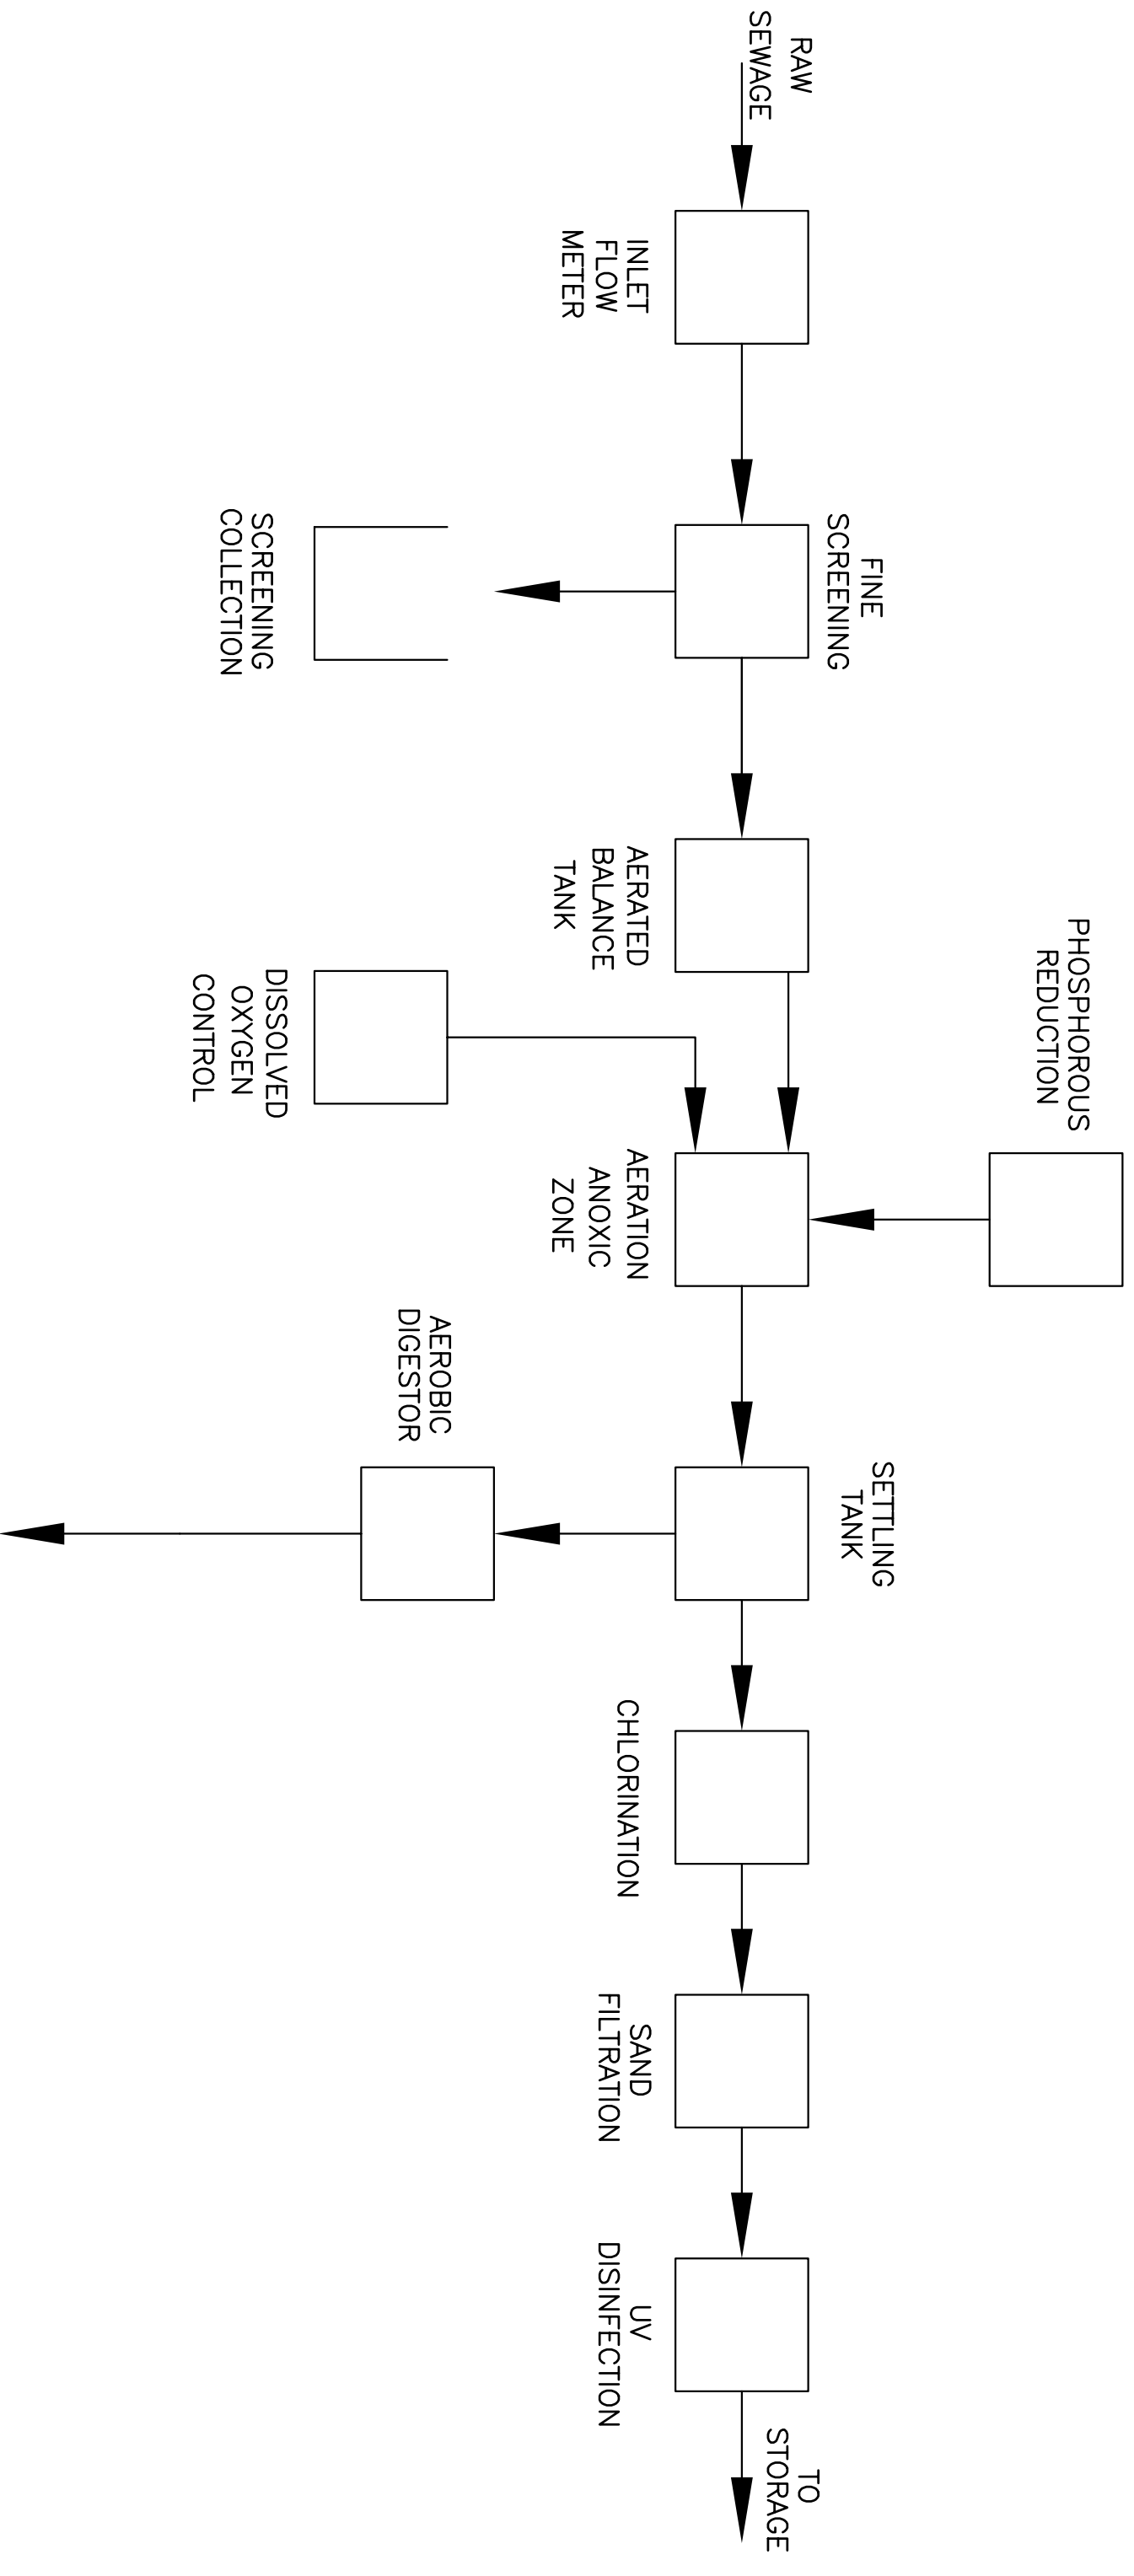 RAW
SEWAGE
INLET
FLOW
METER
FINE
SCREENING
SCREENING
COLLECTION
AERATED
BALANCE
TANK
PHOSPHOROUS
REDUCTION
DISSOLVED
OXYGEN
CONTROL
AERATION
ANOXIC
ZONE
AEROBIC
DIGESTOR
SETTLING
TANK
CHLORINATION
SAND
FILTRATION
UV
DISINFECTION
TO
STORAGE